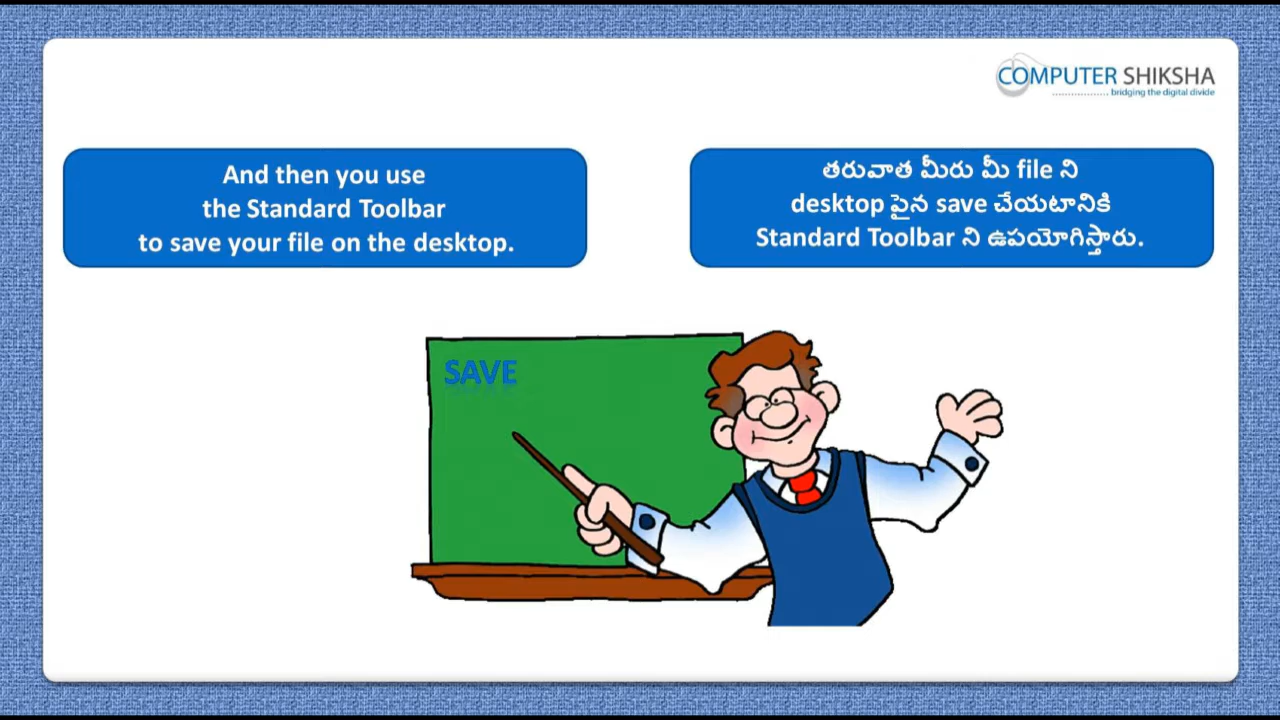 COMPUTER SHIKSHA
bridging the digital divide
And then you use
the Standard Toolbar
to save your file on the desktop.
తరువాత మీరు మీ file ని
desktop పైన save చేయటానికి
Standard Toolbar ని ఉపయోగిస్తారు.
SAVE